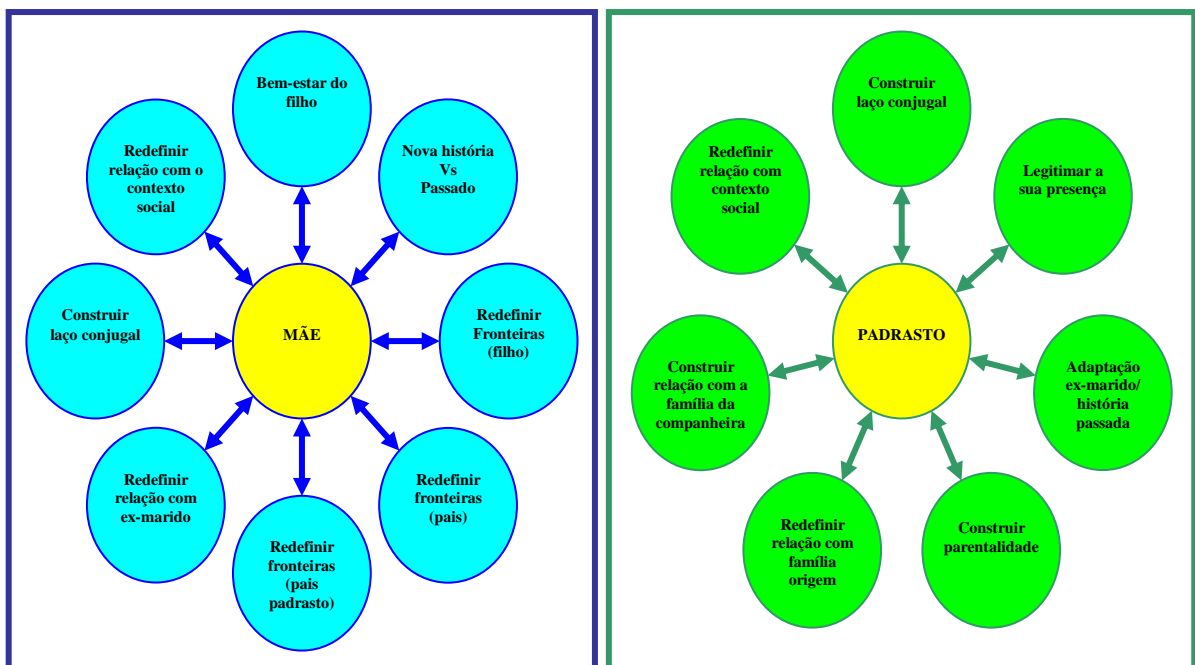 Bem-estar do
filho
Nova história
Vs
Passado
Redefinir
Fronteiras
(filho)
Redefinir
fronteiras
(pais)
Redefinir
fronteiras
(pais
padrasto)
Redefinir
relação com
ex-marido
Construir
laço conjugal
Redefinir
relação com o
contexto
social
MÃE
Construir
laço conjugal
Legitimar a
sua presença
Adaptação
ex-marido/
história
passada
Construir
parentalidade
Redefinir
relação com
família
origem
Construir
relação com a
família da
companheira
Redefinir
relação com
contexto
social
PADRASTO